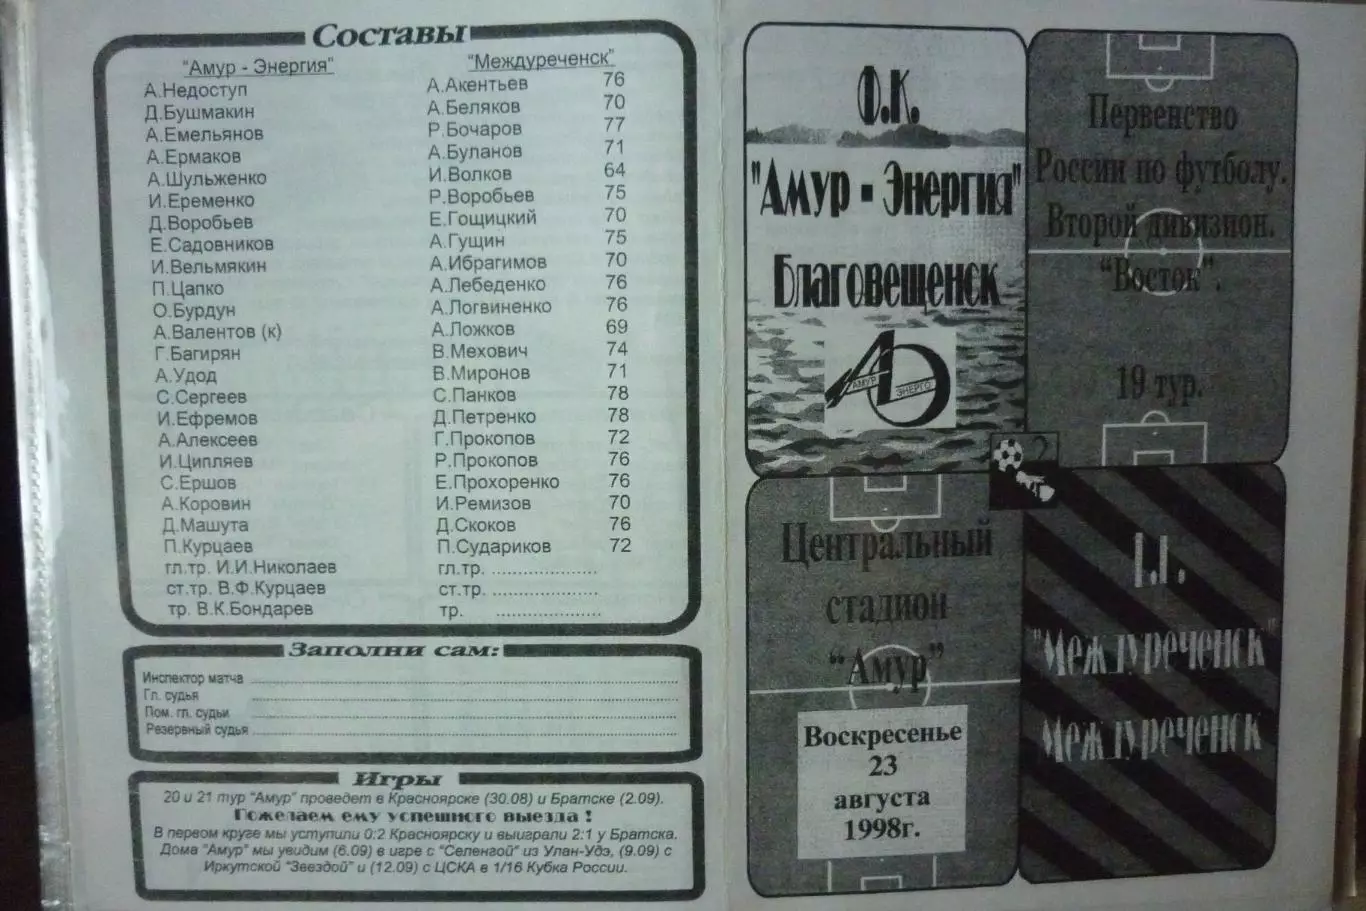 Составы
"Амур - Энергия"
А.Недоступ
Д.Бушмакин
А.Емельянов
А.Ермаков
А.Шульженко
И.Еременко
Д.Воробьев
Е.Садовников
И.Вельмякин
П.Цапко
О.Бурдун
А.Валентов (к)
Г.Багирян
А.Удод
С.Сергеев
И.Ефремов
А.Алексеев
И.Ципляев
С.Ершов
А.Коровин
Д.Машута
П.Курцаев
гл.тр. И.И.Николаев
ст.тр. В.Ф.Курцаев
тр. В.К.Бондарев
"Междуреченск"
А.Акентьев 76
А.Беляков 70
Р.Бочаров 77
А.Буланов 71
И.Волков 64
Р.Воробьев 75
Е.Гощицкий 70
А.Гущин 75
А.Ибрагимов 70
А.Лебеденко 76
А.Логвиненко 76
А.Ложков 69
В.Мехович 74
В.Миронов 71
С.Панков 78
Д.Петренко 78
Г.Прокопов 72
Р.Прокопов 76
Е.Прохоренко 76
И.Ремизов 70
Д.Скоков 76
П.Судариков 72
гл.тр. ....................
ст.тр. ....................
тр. ....................
Заполни сам:
Инспектор матча
Гл. судья
Пом. гл. судьи
Резервный судья
Игры
20 и 21 тур "Амур" проведет в Красноярске (30.08) и Братске (2.09).
Пожелаем ему успешного выезда !
В первом круге мы уступили 0:2 Красноярску и выиграли 2:1 у Братска.
Дома "Амур" мы увидим (6.09) в игре с "Селенгой" из Улан-Удэ, (9.09) с
Иркутской "Звездой" и (12.09) с ЦСКА в 1/16 Кубка России.
Ф.К.
"Амур - Энергия"
Благовещенск
АМУР
ЭНЕРГО
Первенство
России по футболу.
Второй дивизион.
"Восток".
19 тур.
Центральный
стадион
"Амур"
Воскресенье
23
августа
1998г.
"Междуреченск"
Междуреченск